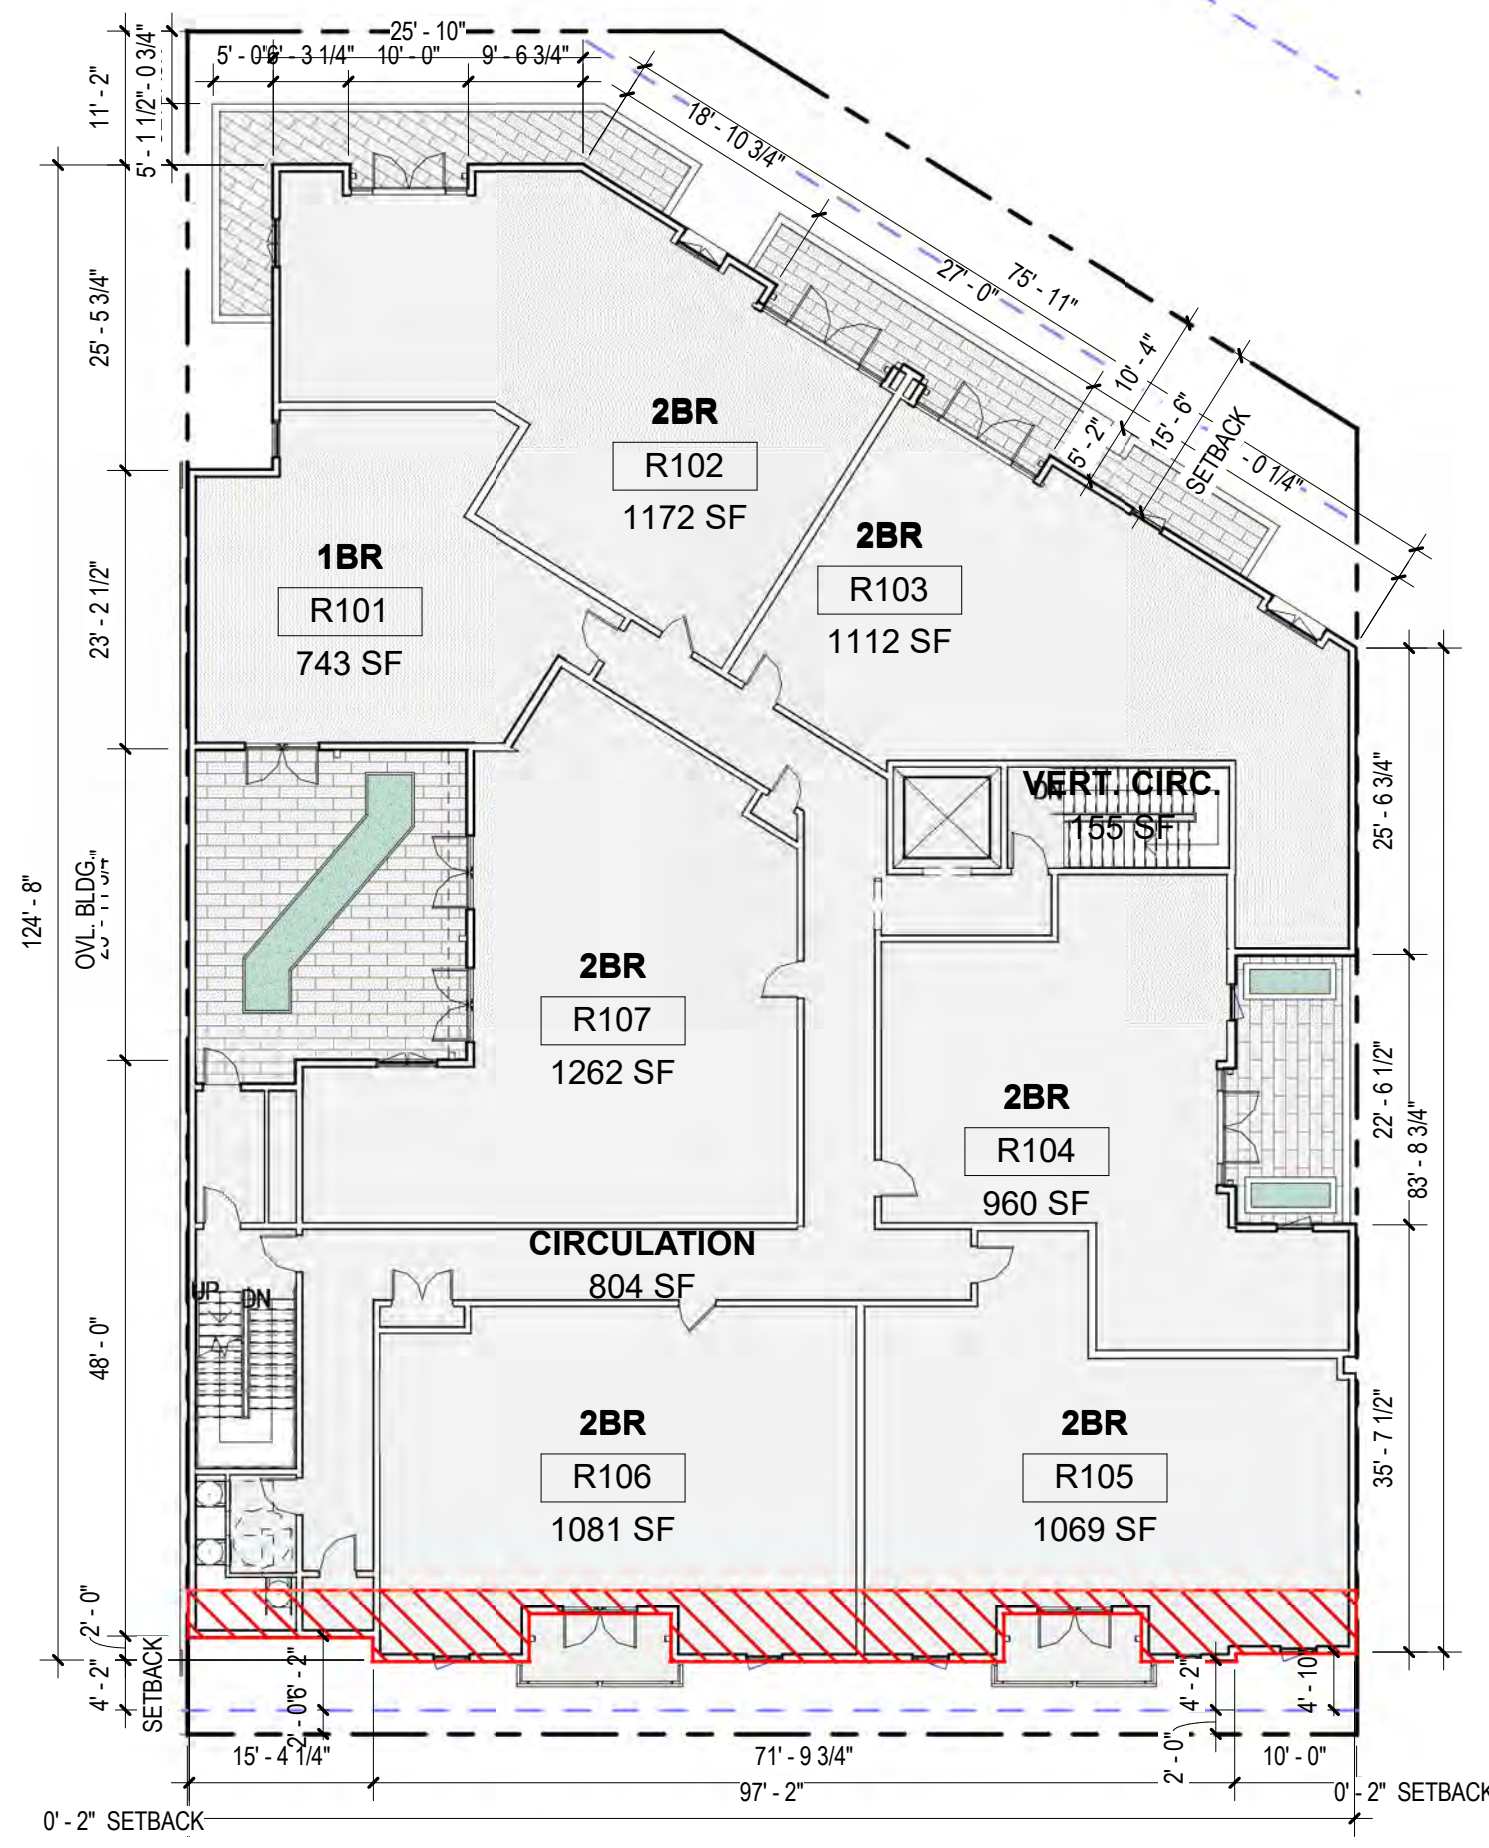 25' - 10"
5' - 0"
6' - 3 1/4"
10' - 0"
9' - 6 3/4"
11' - 2"
5' - 1 1/2"
- 0 3/4"
18' - 10 3/4"
75' - 11"
27' - 0"
10' - 4"
5' - 2"
15' - 6"
SETBACK
- 0 1/4"
25' - 5 3/4"
2BR
R102
1172 SF
2BR
R103
1112 SF
1BR
R101
743 SF
23' - 2 1/2"
VERT. CIRC.
DN
155 SF
25' - 6 3/4"
124' - 8"
OVL. BLDG.
2BR
R107
1262 SF
2BR
R104
960 SF
22' - 6 1/2"
83' - 8 3/4"
CIRCULATION
804 SF
UP
DN
48' - 0"
2BR
R106
1081 SF
2BR
R105
1069 SF
35' - 7 1/2"
2' - 0"
4' - 2"
SETBACK
6' - 2"
2' - 0"
4' - 2"
4' - 10"
2' - 0"
15' - 4 1/4"
71' - 9 3/4"
10' - 0"
97' - 2"
0' - 2" SETBACK
0' - 2" SETBACK